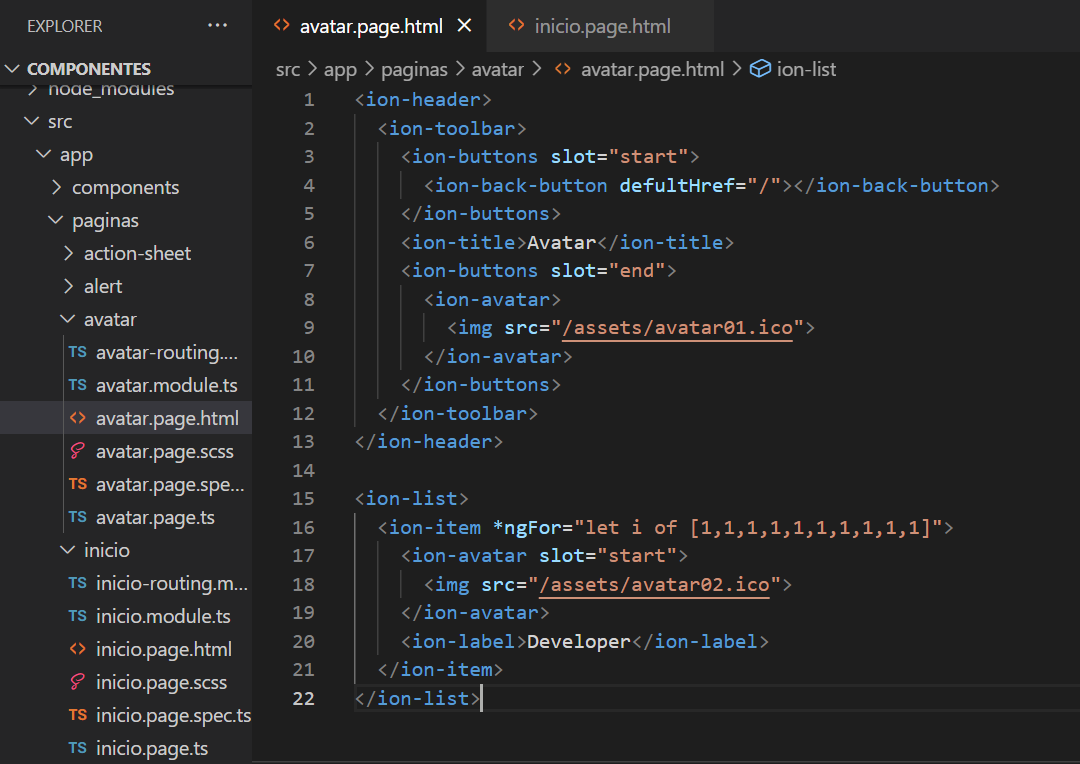 EXPLORER ···
COMPONENTES
node_modules
src
app
components
paginas
action-sheet
alert
avatar
TS avatar-routing....
TS avatar.module.ts
<> avatar.page.html
avatar.page.scss
TS avatar.page.spe...
TS avatar.page.ts
inicio
TS inicio-routing.m...
TS inicio.module.ts
<> inicio.page.html
inicio.page.scss
TS inicio.page.spec.ts
TS inicio.page.ts
<> avatar.page.html × <> inicio.page.html
src > app > paginas > avatar > <> avatar.page.html > ion-list
1 <ion-header>
2 <ion-toolbar>
3 <ion-buttons slot="start">
4 <ion-back-button defultHref="/"></ion-back-button>
5 </ion-buttons>
6 <ion-title>Avatar</ion-title>
7 <ion-buttons slot="end">
8 <ion-avatar>
9 <img src="/assets/avatar01.ico">
10 </ion-avatar>
11 </ion-buttons>
12 </ion-toolbar>
13 </ion-header>
14
15 <ion-list>
16 <ion-item *ngFor="let i of [1,1,1,1,1,1,1,1,1,1]">
17 <ion-avatar slot="start">
18 <img src="/assets/avatar02.ico">
19 </ion-avatar>
20 <ion-label>Developer</ion-label>
21 </ion-item>
22 </ion-list>